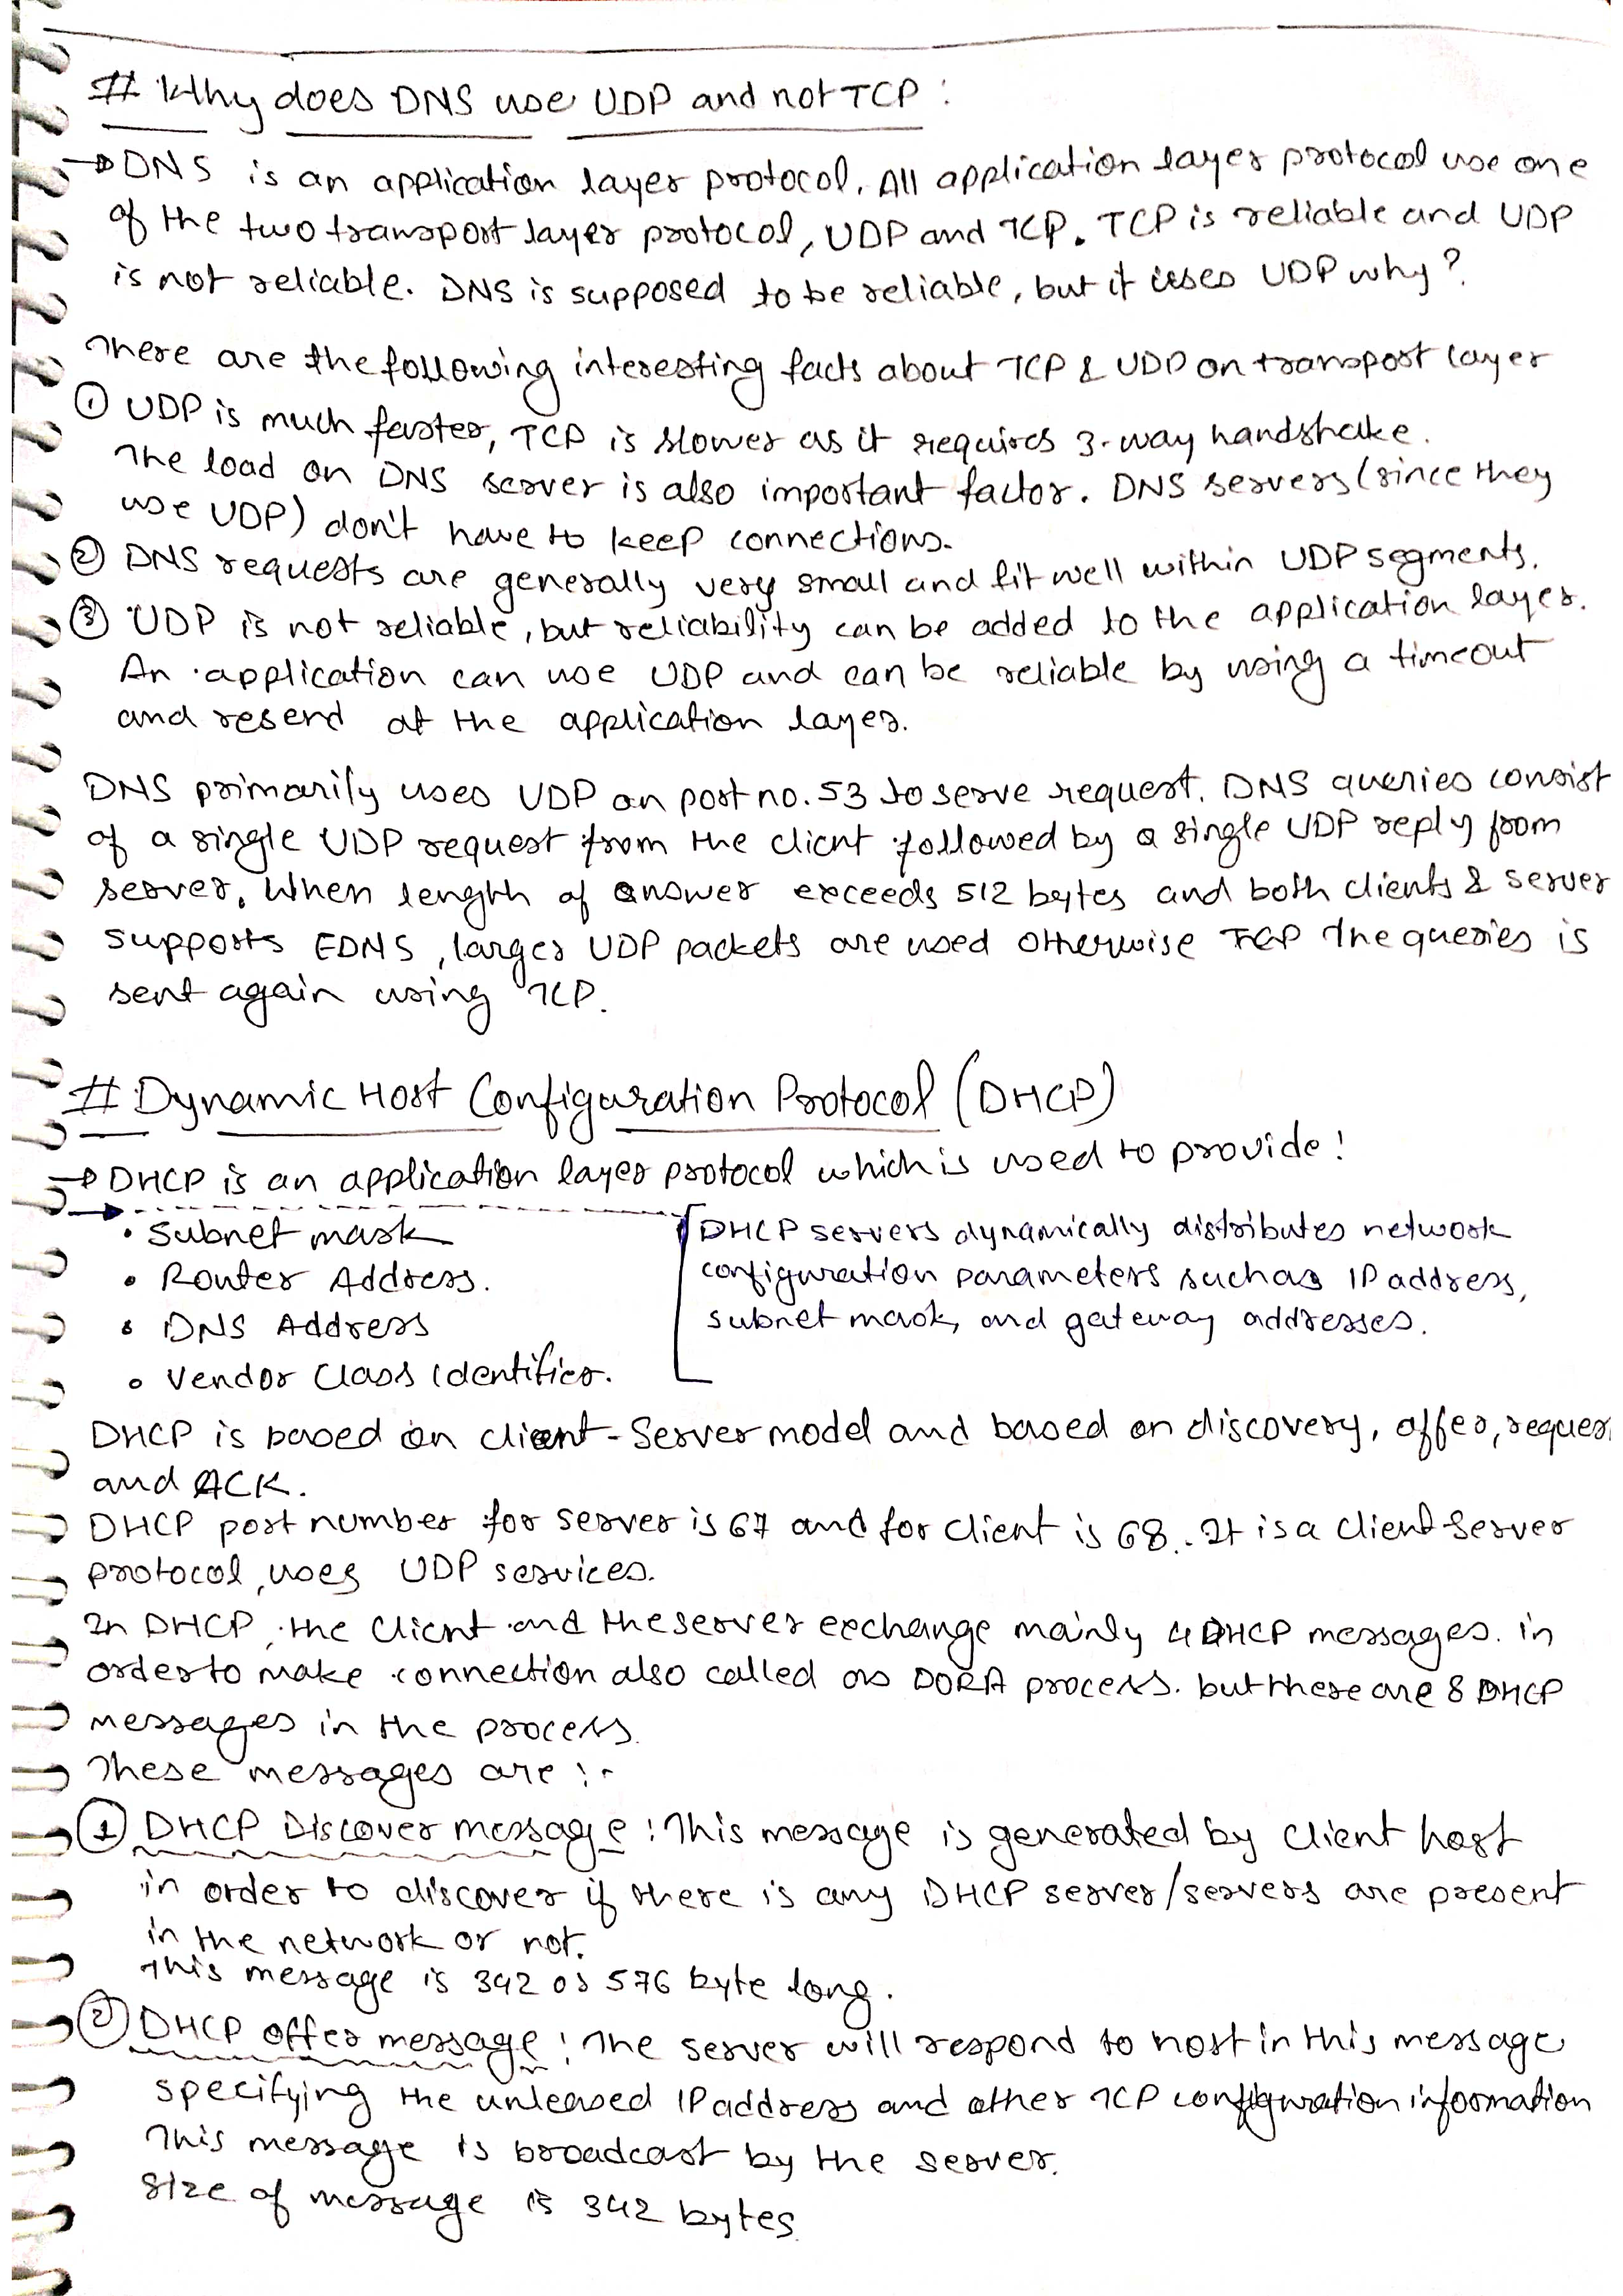 # Why does DNS use UDP and not TCP :
→ DNS is an application layer protocol. All application layer protocol use one
of the two transport layer protocol, UDP and TCP. TCP is reliable and UDP
is not reliable. DNS is supposed to be reliable, but it uses UDP why?
There are the following interesting facts about TCP & UDP on transport layer
① UDP is much faster, TCP is slower as it requires 3-way handshake.
The load on DNS server is also important factor. DNS servers (since they
use UDP) don't have to keep connections.
② DNS requests are generally very small and fit well within UDP segments.
③ UDP is not reliable, but reliability can be added to the application layer.
An application can use UDP and can be reliable by using a timeout
and resend at the application layer.
DNS primarily uses UDP on port no. 53 to serve request. DNS queries consist
of a single UDP request from the client followed by a single UDP reply from
server. When length of answer exceeds 512 bytes and both clients & server
supports EDNS, larger UDP packets are used otherwise TCP the queries is
sent again using TCP.
# Dynamic Host Configuration Protocol (DHCP)
→ DHCP is an application layer protocol which is used to provide!
• Subnet mask
• Router Address.
• DNS Address
• Vendor Class Identifier.
DHCP servers dynamically distributes network
configuration parameters such as IP address,
subnet mask, and gateway addresses.
DHCP is based on client-Server model and based on discovery, offer, reques
and ACK.
DHCP port number for server is 67 and for client is 68. It is a client server
protocol, uses UDP services.
In DHCP, the client and the server exchange mainly 4 DHCP messages. in
order to make connection also called as DORA process. but there are 8 DHCP
messages in the process.
These messages are :-
① DHCP Discover message : This message is generated by client host
in order to discover if there is any DHCP server/servers are present
in the network or not.
This message is 342 or 576 byte long.
② DHCP offer message : The server will respond to host in this message
specifying the unleased IP address and other TCP configuration information
This message is broadcast by the server.
Size of message is 342 bytes.